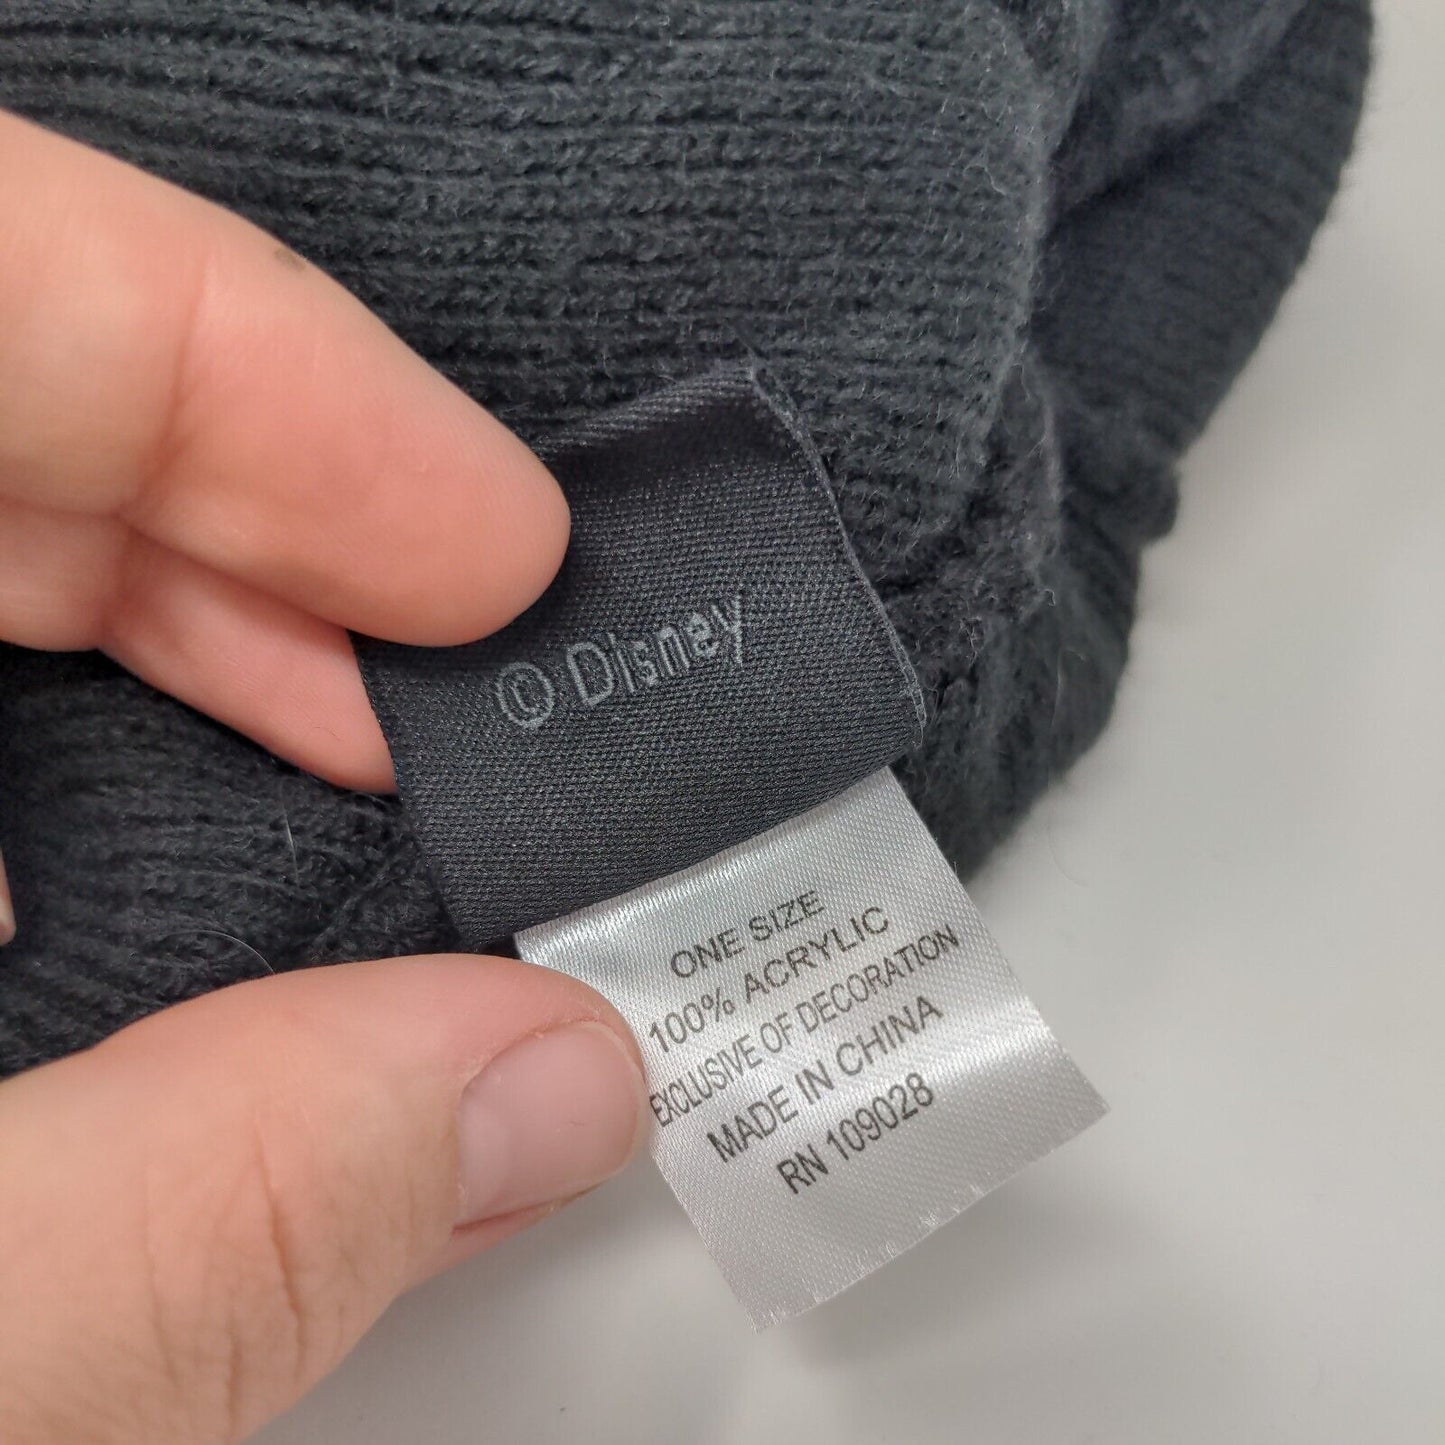 © Disney
ONE SIZE
100% ACRYLIC
EXCLUSIVE OF DECORATION
MADE IN CHINA
RN 109028